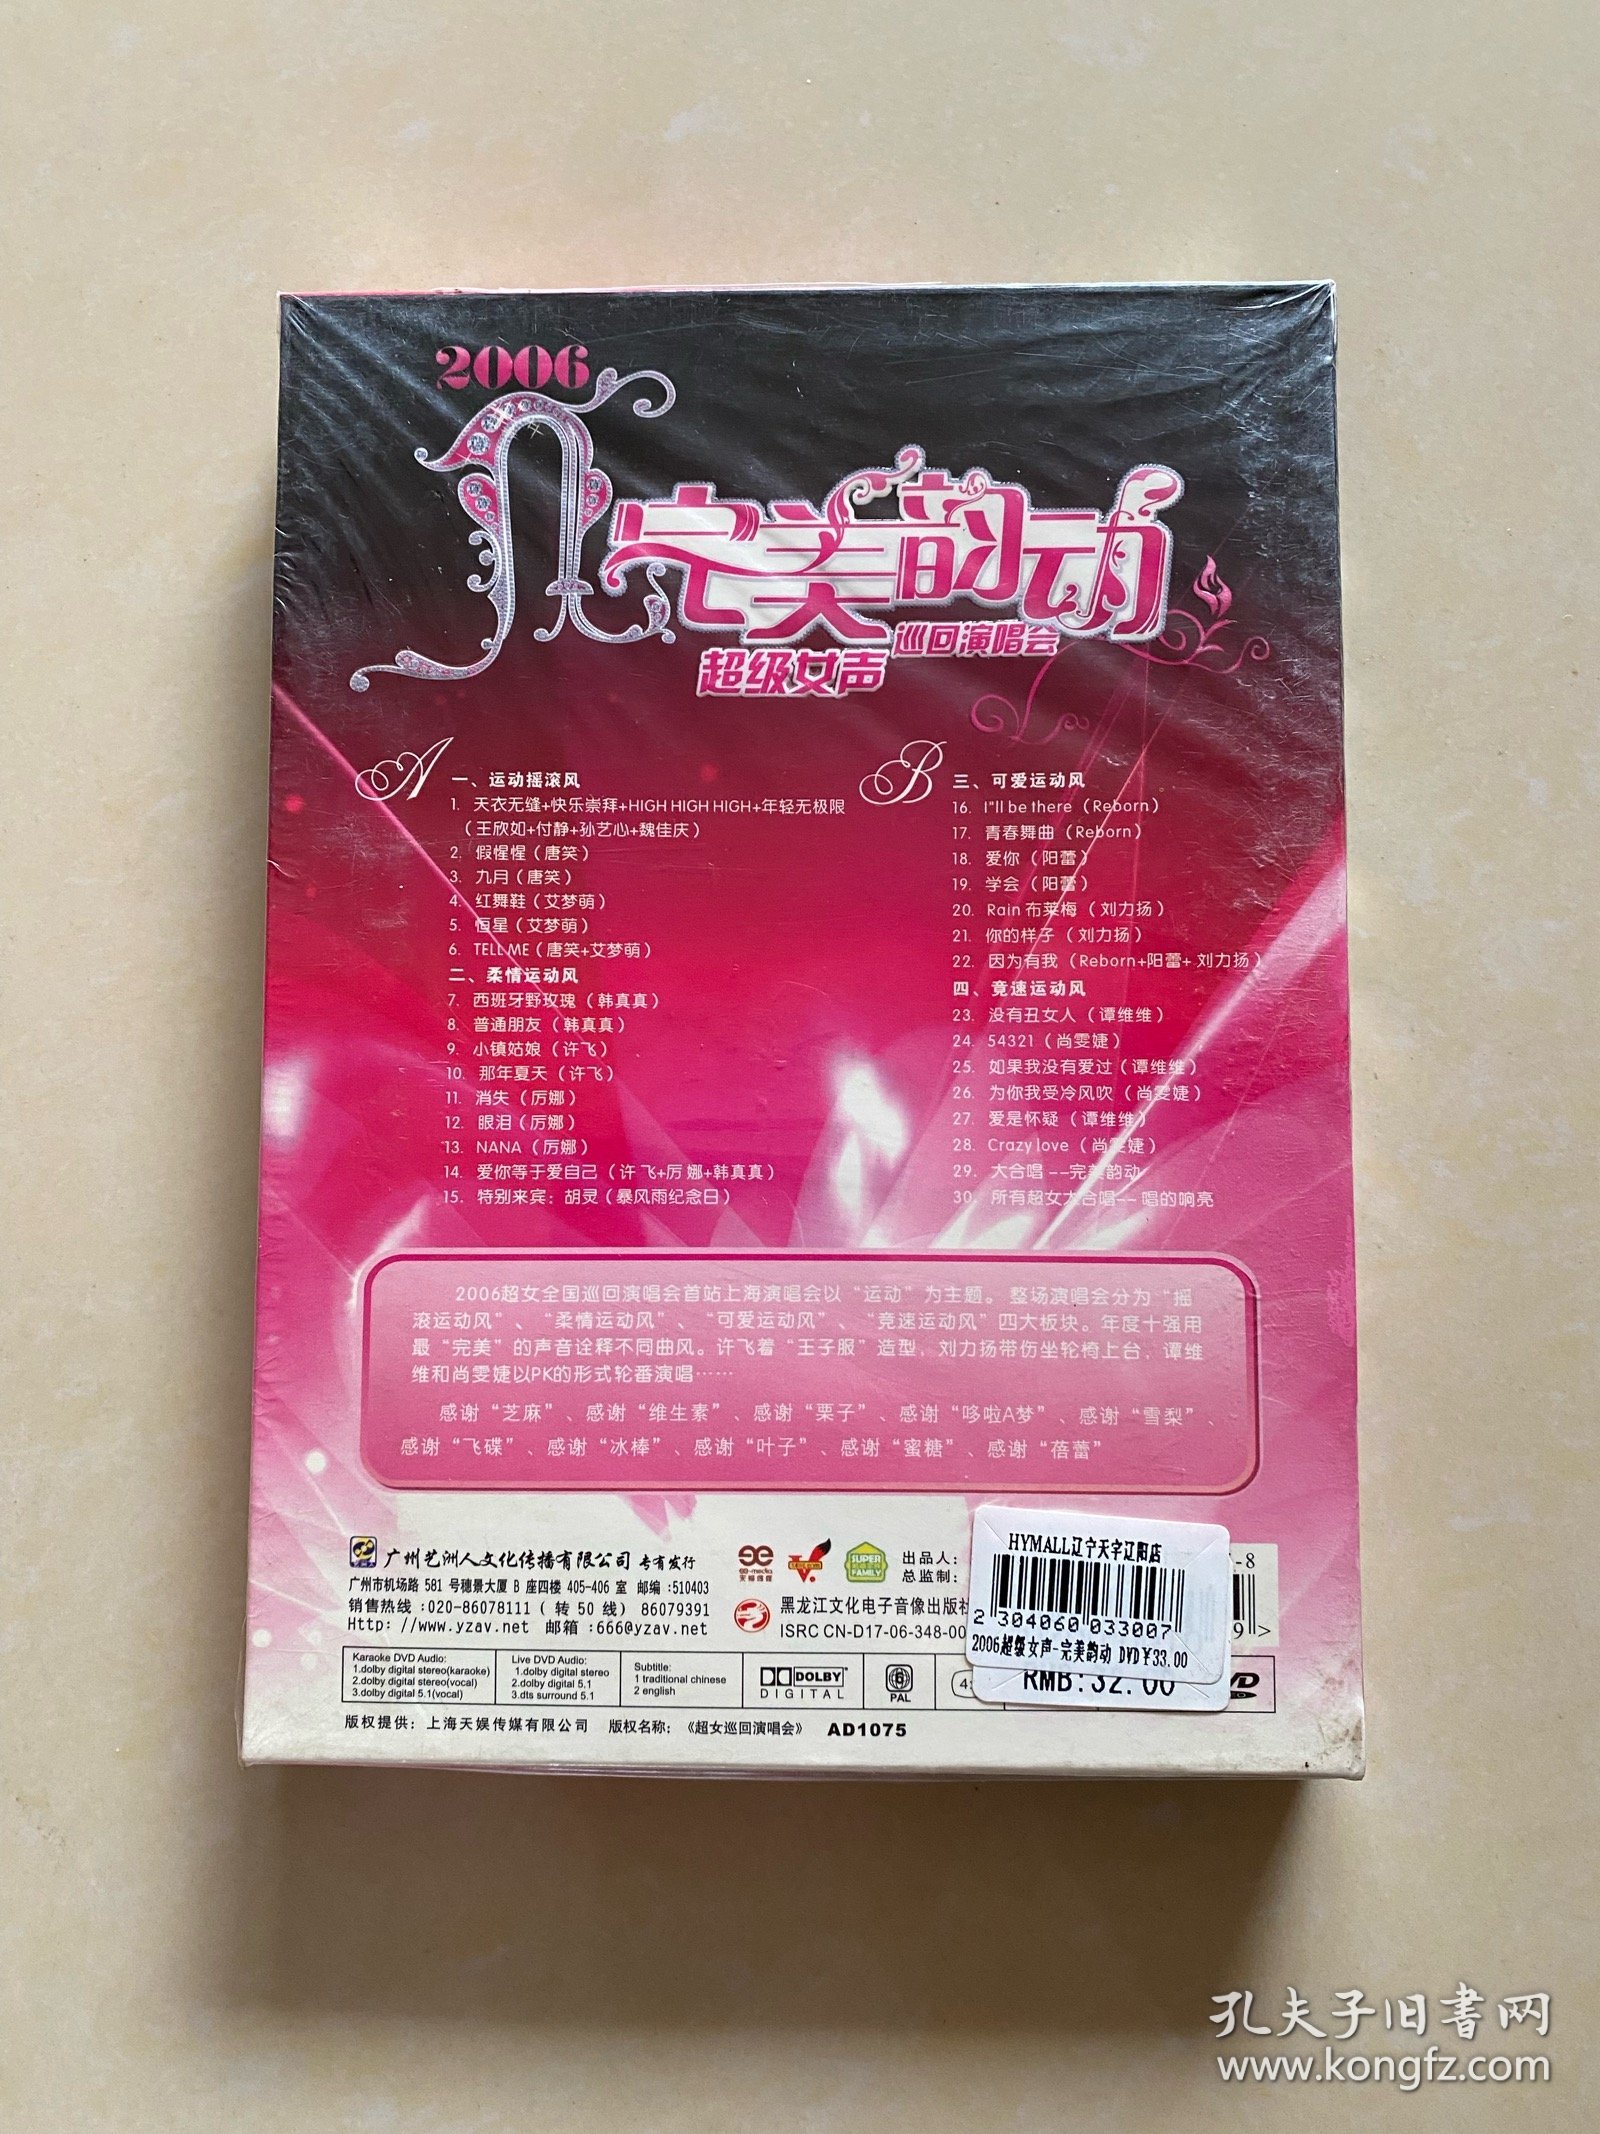 2006
完美韵动
超级女声
巡回演唱会
A
一、运动摇滚风
1. 天衣无缝+快乐崇拜+HIGH HIGH HIGH+年轻无极限
（王欣如+付静+孙艺心+魏佳庆）
2. 假惺惺（唐笑）
3. 九月（唐笑）
4. 红舞鞋（艾梦萌）
5. 恒星（艾梦萌）
6. TELL ME（唐笑+艾梦萌）
二、柔情运动风
7. 西班牙野玫瑰（韩真真）
8. 普通朋友（韩真真）
9. 小镇姑娘（许飞）
10. 那年夏天（许飞）
11. 消失（厉娜）
12. 眼泪（厉娜）
13. NANA（厉娜）
14. 爱你等于爱自己（许 飞+厉 娜+韩真真）
15. 特别来宾：胡灵（暴风雨纪念日）
B
三、可爱运动风
16. I"ll be there（Reborn）
17. 青春舞曲（Reborn）
18. 爱你（阳蕾）
19. 学会（阳蕾）
20. Rain 布莱梅（刘力扬）
21. 你的样子（刘力扬）
22. 因为有我（Reborn+阳蕾+ 刘力扬）
四、竞速运动风
23. 没有丑女人（谭维维）
24. 54321（尚雯婕）
25. 如果我没有爱过（谭维维）
26. 为你我受冷风吹（尚雯婕）
27. 爱是怀疑（谭维维）
28. Crazy love（尚雯婕）
29. 大合唱 --完美韵动
30. 所有超女大合唱-- 唱的响亮
2006超女全国巡回演唱会首站上海演唱会以“运动”为主题。整场演唱会分为“摇
滚运动风”、“柔情运动风”、“可爱运动风”、“竞速运动风”四大板块。年度十强用
最“完美”的声音诠释不同曲风。许飞着“王子服”造型，刘力扬带伤坐轮椅上台，谭维
维和尚雯婕以PK的形式轮番演唱……
感谢“芝麻”、感谢“维生素”、感谢“栗子”、感谢“哆啦A梦”、感谢“雪梨”、
感谢“飞碟”、感谢“冰棒”、感谢“叶子”、感谢“蜜糖”、感谢“蓓蕾”
广州艺洲人文化传播有限公司 专有发行
广州市机场路 581 号穗景大厦 B 座四楼 405-406 室 邮编:510403
销售热线:020-86078111(转50线) 86079391
Http://www.yzav.net 邮箱:666@yzav.net
ee-media
天娱传媒
SUPER
FAMILY
出品人：
总监制：
黑龙江文化电子音像出版社
ISRC CN-D17-06-348-00
-8
9>
HYMALL辽宁天字辽阳店
2 304060 033007
2006超级女声-完美韵动 DVD￥33.00
RMB:32.00
Karaoke DVD Audio:
1.dolby digital stereo(karaoke)
2.dolby digital stereo(vocal)
3.dolby digital 5.1(vocal)
Live DVD Audio:
1.dolby digital stereo
2.dolby digital 5.1
3.dts surround 5.1
Subtitle:
1 traditional chinese
2 english
DOLBY
DIGITAL
6
PAL
版权提供：上海天娱传媒有限公司 版权名称：《超女巡回演唱会》 AD1075
孔夫子旧书网
www.kongfz.com